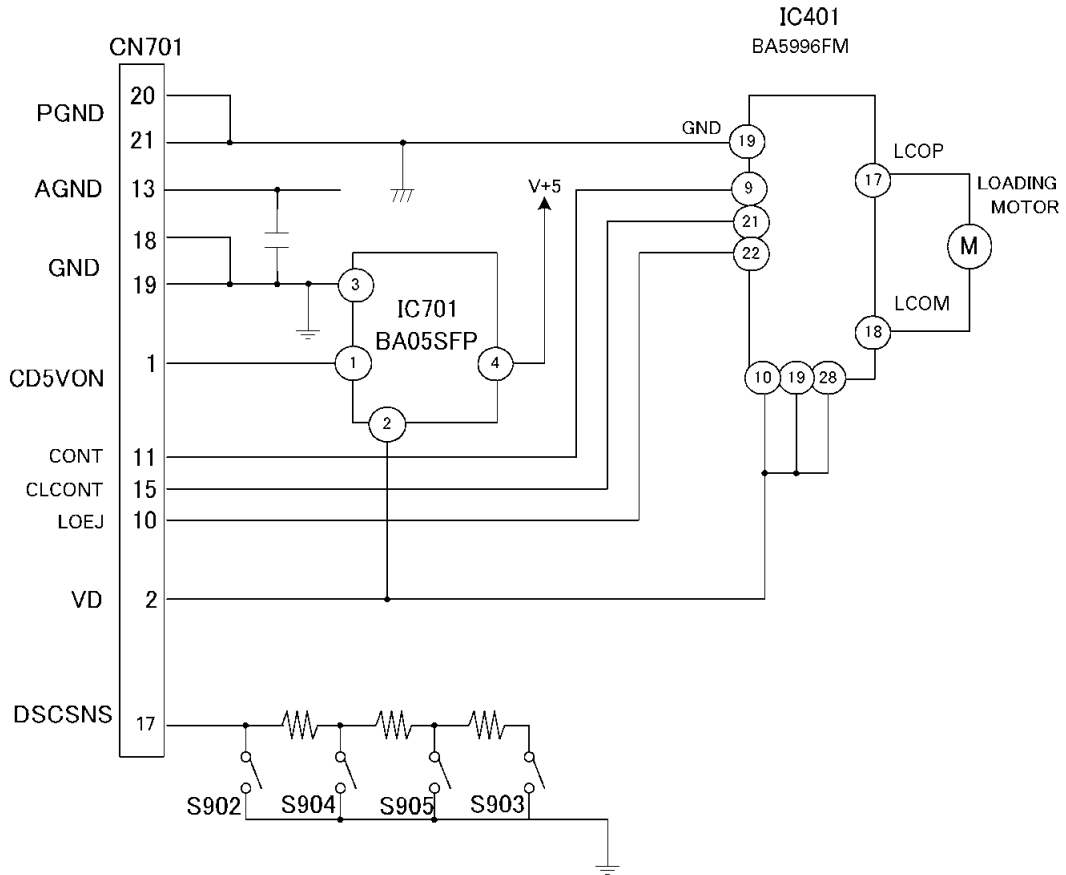 IC401
BA5996FM
CN701
PGND
20
21
GND
19
LCOP
17
LOADING
MOTOR
M
AGND
13
V+5
9
21
22
18
GND
19
3
IC701
BA05SFP
LCOM
18
CD5VON
1
1
4
10
19
28
2
CONT
11
CLCONT
15
LOEJ
10
VD
2
DSCSNS
17
S902
S904
S905
S903